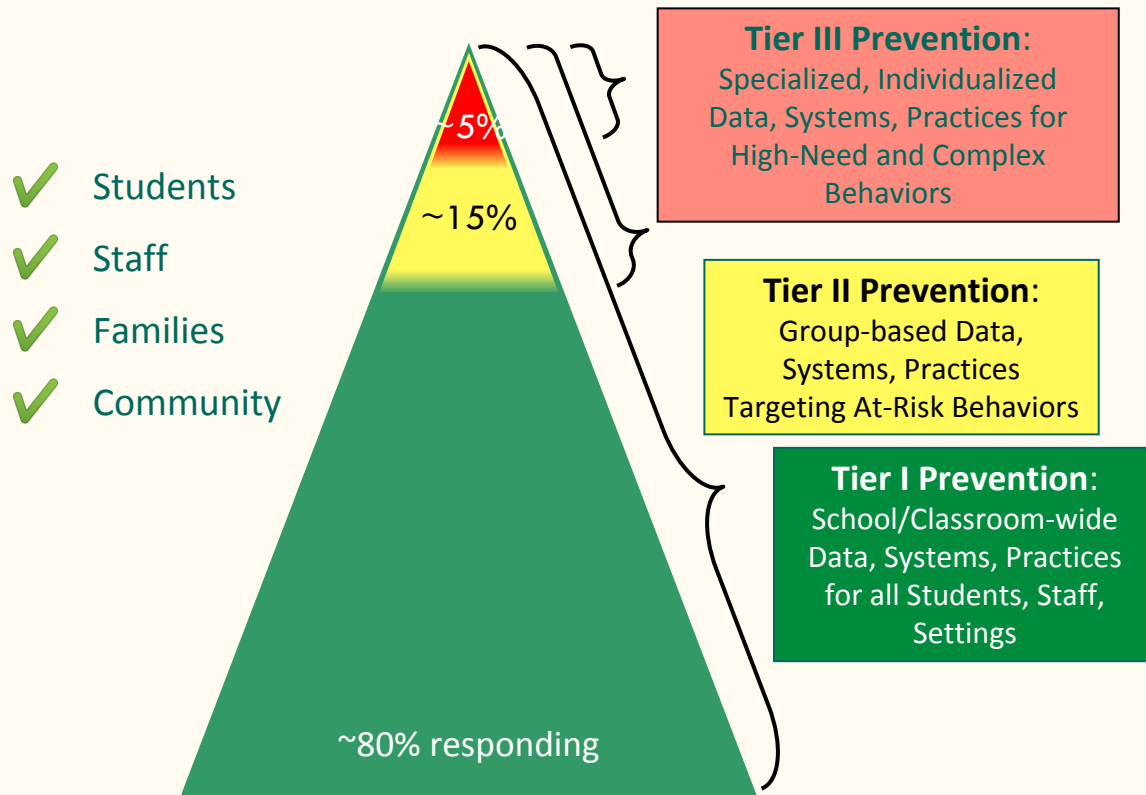 Students
Staff
Families
Community
~5%
~15%
~80% responding
Tier III Prevention:
Specialized, Individualized
Data, Systems, Practices for
High-Need and Complex
Behaviors
Tier II Prevention:
Group-based Data,
Systems, Practices
Targeting At-Risk Behaviors
Tier I Prevention:
School/Classroom-wide
Data, Systems, Practices
for all Students, Staff,
Settings